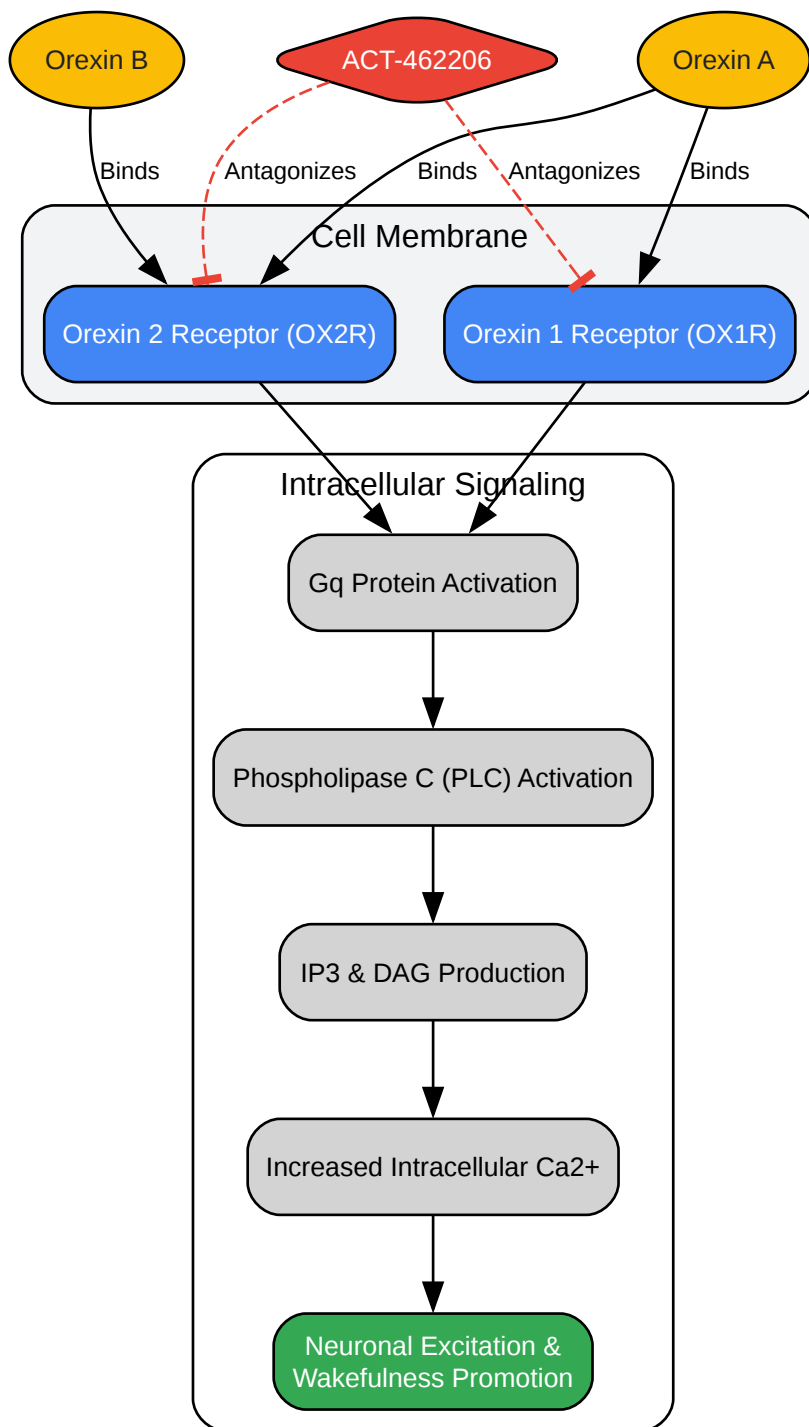 Orexin B
ACT-462206
Orexin A
Binds
Antagonizes
Binds
Antagonizes
Binds
Cell Membrane
Orexin 2 Receptor (OX2R)
Orexin 1 Receptor (OX1R)
Intracellular Signaling
Gq Protein Activation
Phospholipase C (PLC) Activation
IP3 & DAG Production
Increased Intracellular Ca2+
Neuronal Excitation &
Wakefulness Promotion